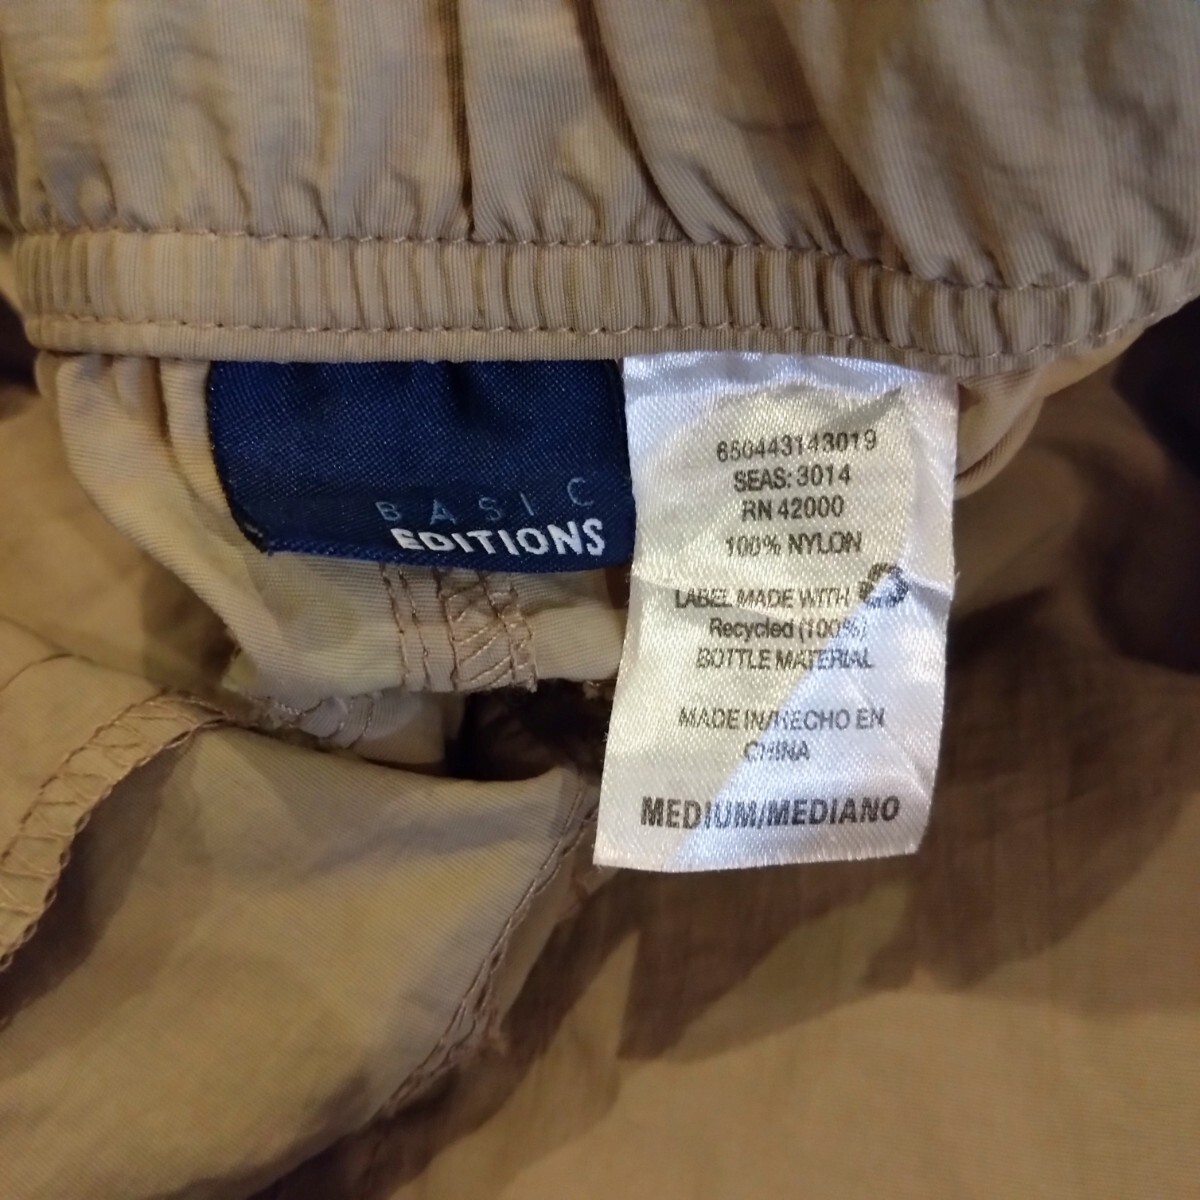 BASIC
EDITIONS
650443143019
SEAS: 3014
RN 42000
100% NYLON
LABEL MADE WITH
Recycled (100%)
BOTTLE MATERIAL
MADE IN/HECHO EN
CHINA
MEDIUM/MEDIANO